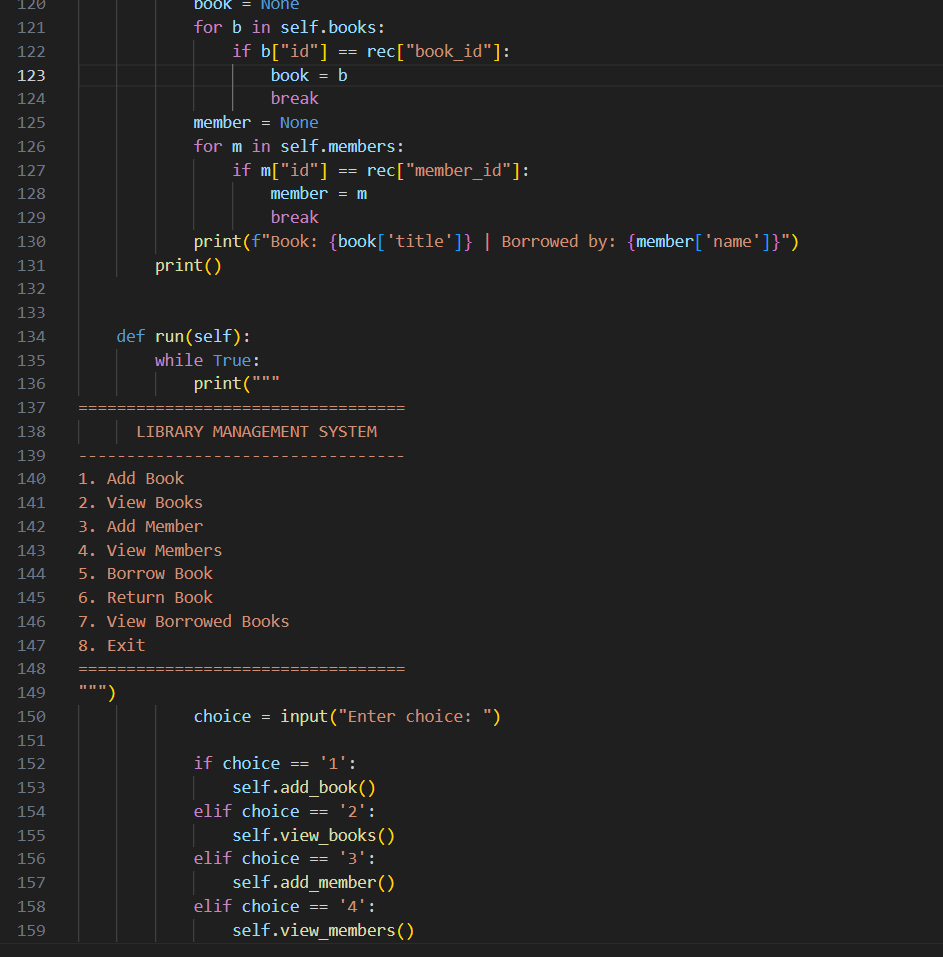 120                book = None
121                for b in self.books:
122                    if b["id"] == rec["book_id"]:
123                        book = b
124                        break
125                member = None
126                for m in self.members:
127                    if m["id"] == rec["member_id"]:
128                        member = m
129                        break
130                print(f"Book: {book['title']} | Borrowed by: {member['name']}")
131            print()
132
133
134        def run(self):
135            while True:
136                print("""
137    ==================================
138          LIBRARY MANAGEMENT SYSTEM
139    ----------------------------------
140    1. Add Book
141    2. View Books
142    3. Add Member
143    4. View Members
144    5. Borrow Book
145    6. Return Book
146    7. View Borrowed Books
147    8. Exit
148    ==================================
149    """)
150                choice = input("Enter choice: ")
151
152                if choice == '1':
153                    self.add_book()
154                elif choice == '2':
155                    self.view_books()
156                elif choice == '3':
157                    self.add_member()
158                elif choice == '4':
159                    self.view_members()